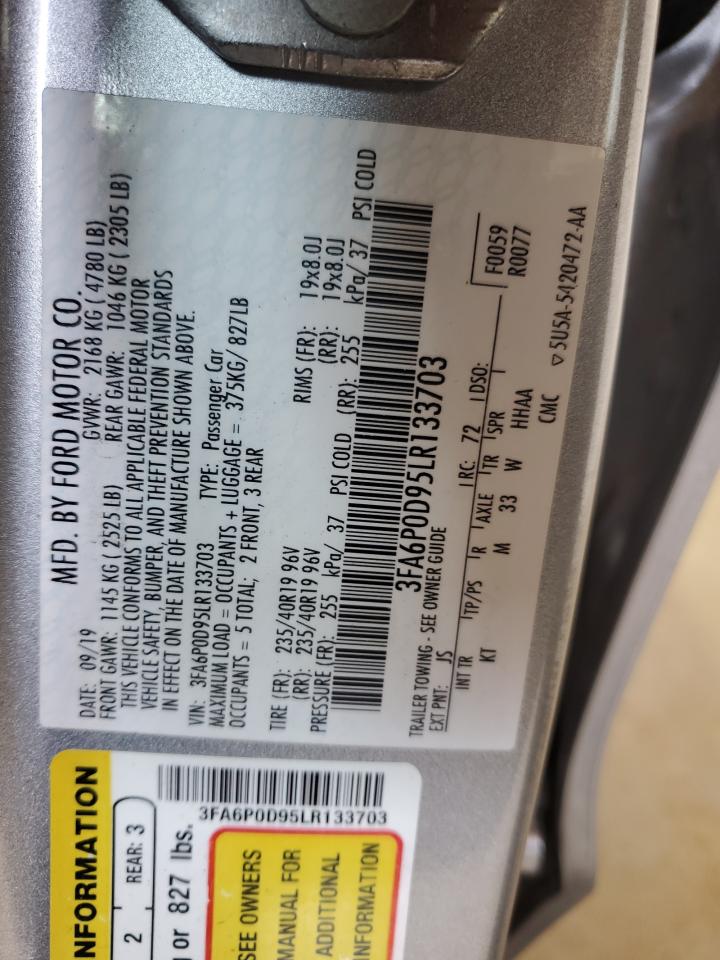 MFD. BY FORD MOTOR CO.
DATE: 09/19 GVWR: 2168 KG ( 4780 LB)
FRONT GAWR: 1145 KG ( 2525 LB) REAR GAWR: 1046 KG ( 2305 LB)
THIS VEHICLE CONFORMS TO ALL APPLICABLE FEDERAL MOTOR
VEHICLE SAFETY, BUMPER, AND THEFT PREVENTION STANDARDS
IN EFFECT ON THE DATE OF MANUFACTURE SHOWN ABOVE.
VIN: 3FA6P0D95LR133703 TYPE: Passenger Car
MAXIMUM LOAD = OCCUPANTS + LUGGAGE = 375KG/ 827LB
OCCUPANTS = 5 TOTAL; 2 FRONT, 3 REAR
TIRE (FR): 235/40R19 96V RIMS (FR): 19x8.0J
(RR): 235/40R19 96V (RR): 19x8.0J
PRESSURE (FR): 255 kPa/ 37 PSI COLD (RR): 255 kPa/ 37 PSI COLD
3FA6P0D95LR133703
TRAILER TOWING - SEE OWNER GUIDE F0059
EXT PNT: JS RC: 72 DSO: R0077
INT TR TP/PS R AXLE TR SPR
KT M 33 W HHAA
CMC ▽5U5A-5420472-AA
NFORMATION
2 REAR: 3
or 827 lbs.
3FA6P0D95LR133703
SEE OWNERS
MANUAL FOR
ADDITIONAL
INFORMATION